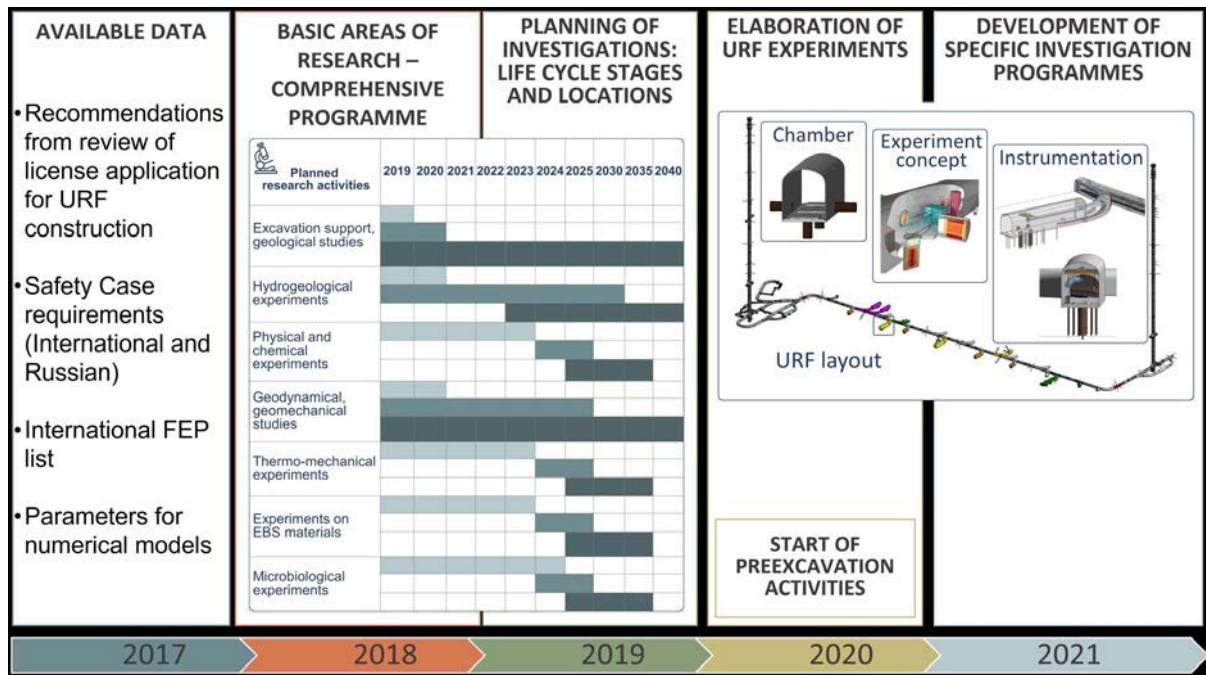 AVAILABLE DATA
•Recommendations
from review of
license application
for URF
construction
•Safety Case
requirements
(International and
Russian)
•International FEP
list
•Parameters for
numerical models
BASIC AREAS OF
RESEARCH –
COMPREHENSIVE
PROGRAMME
PLANNING OF
INVESTIGATIONS:
LIFE CYCLE STAGES
AND LOCATIONS
Planned
research activities
2019 2020 2021 2022 2023 2024 2025 2030 2035 2040
Excavation support,
geological studies
Hydrogeological
experiments
Physical and
chemical
experiments
Geodynamical,
geomechanical
studies
Thermo-mechanical
experiments
Experiments on
EBS materials
Microbiological
experiments
ELABORATION OF
URF EXPERIMENTS
DEVELOPMENT OF
SPECIFIC INVESTIGATION
PROGRAMMES
Chamber
Experiment
concept
Instrumentation
URF layout
START OF
PREEXCAVATION
ACTIVITIES
2017
2018
2019
2020
2021